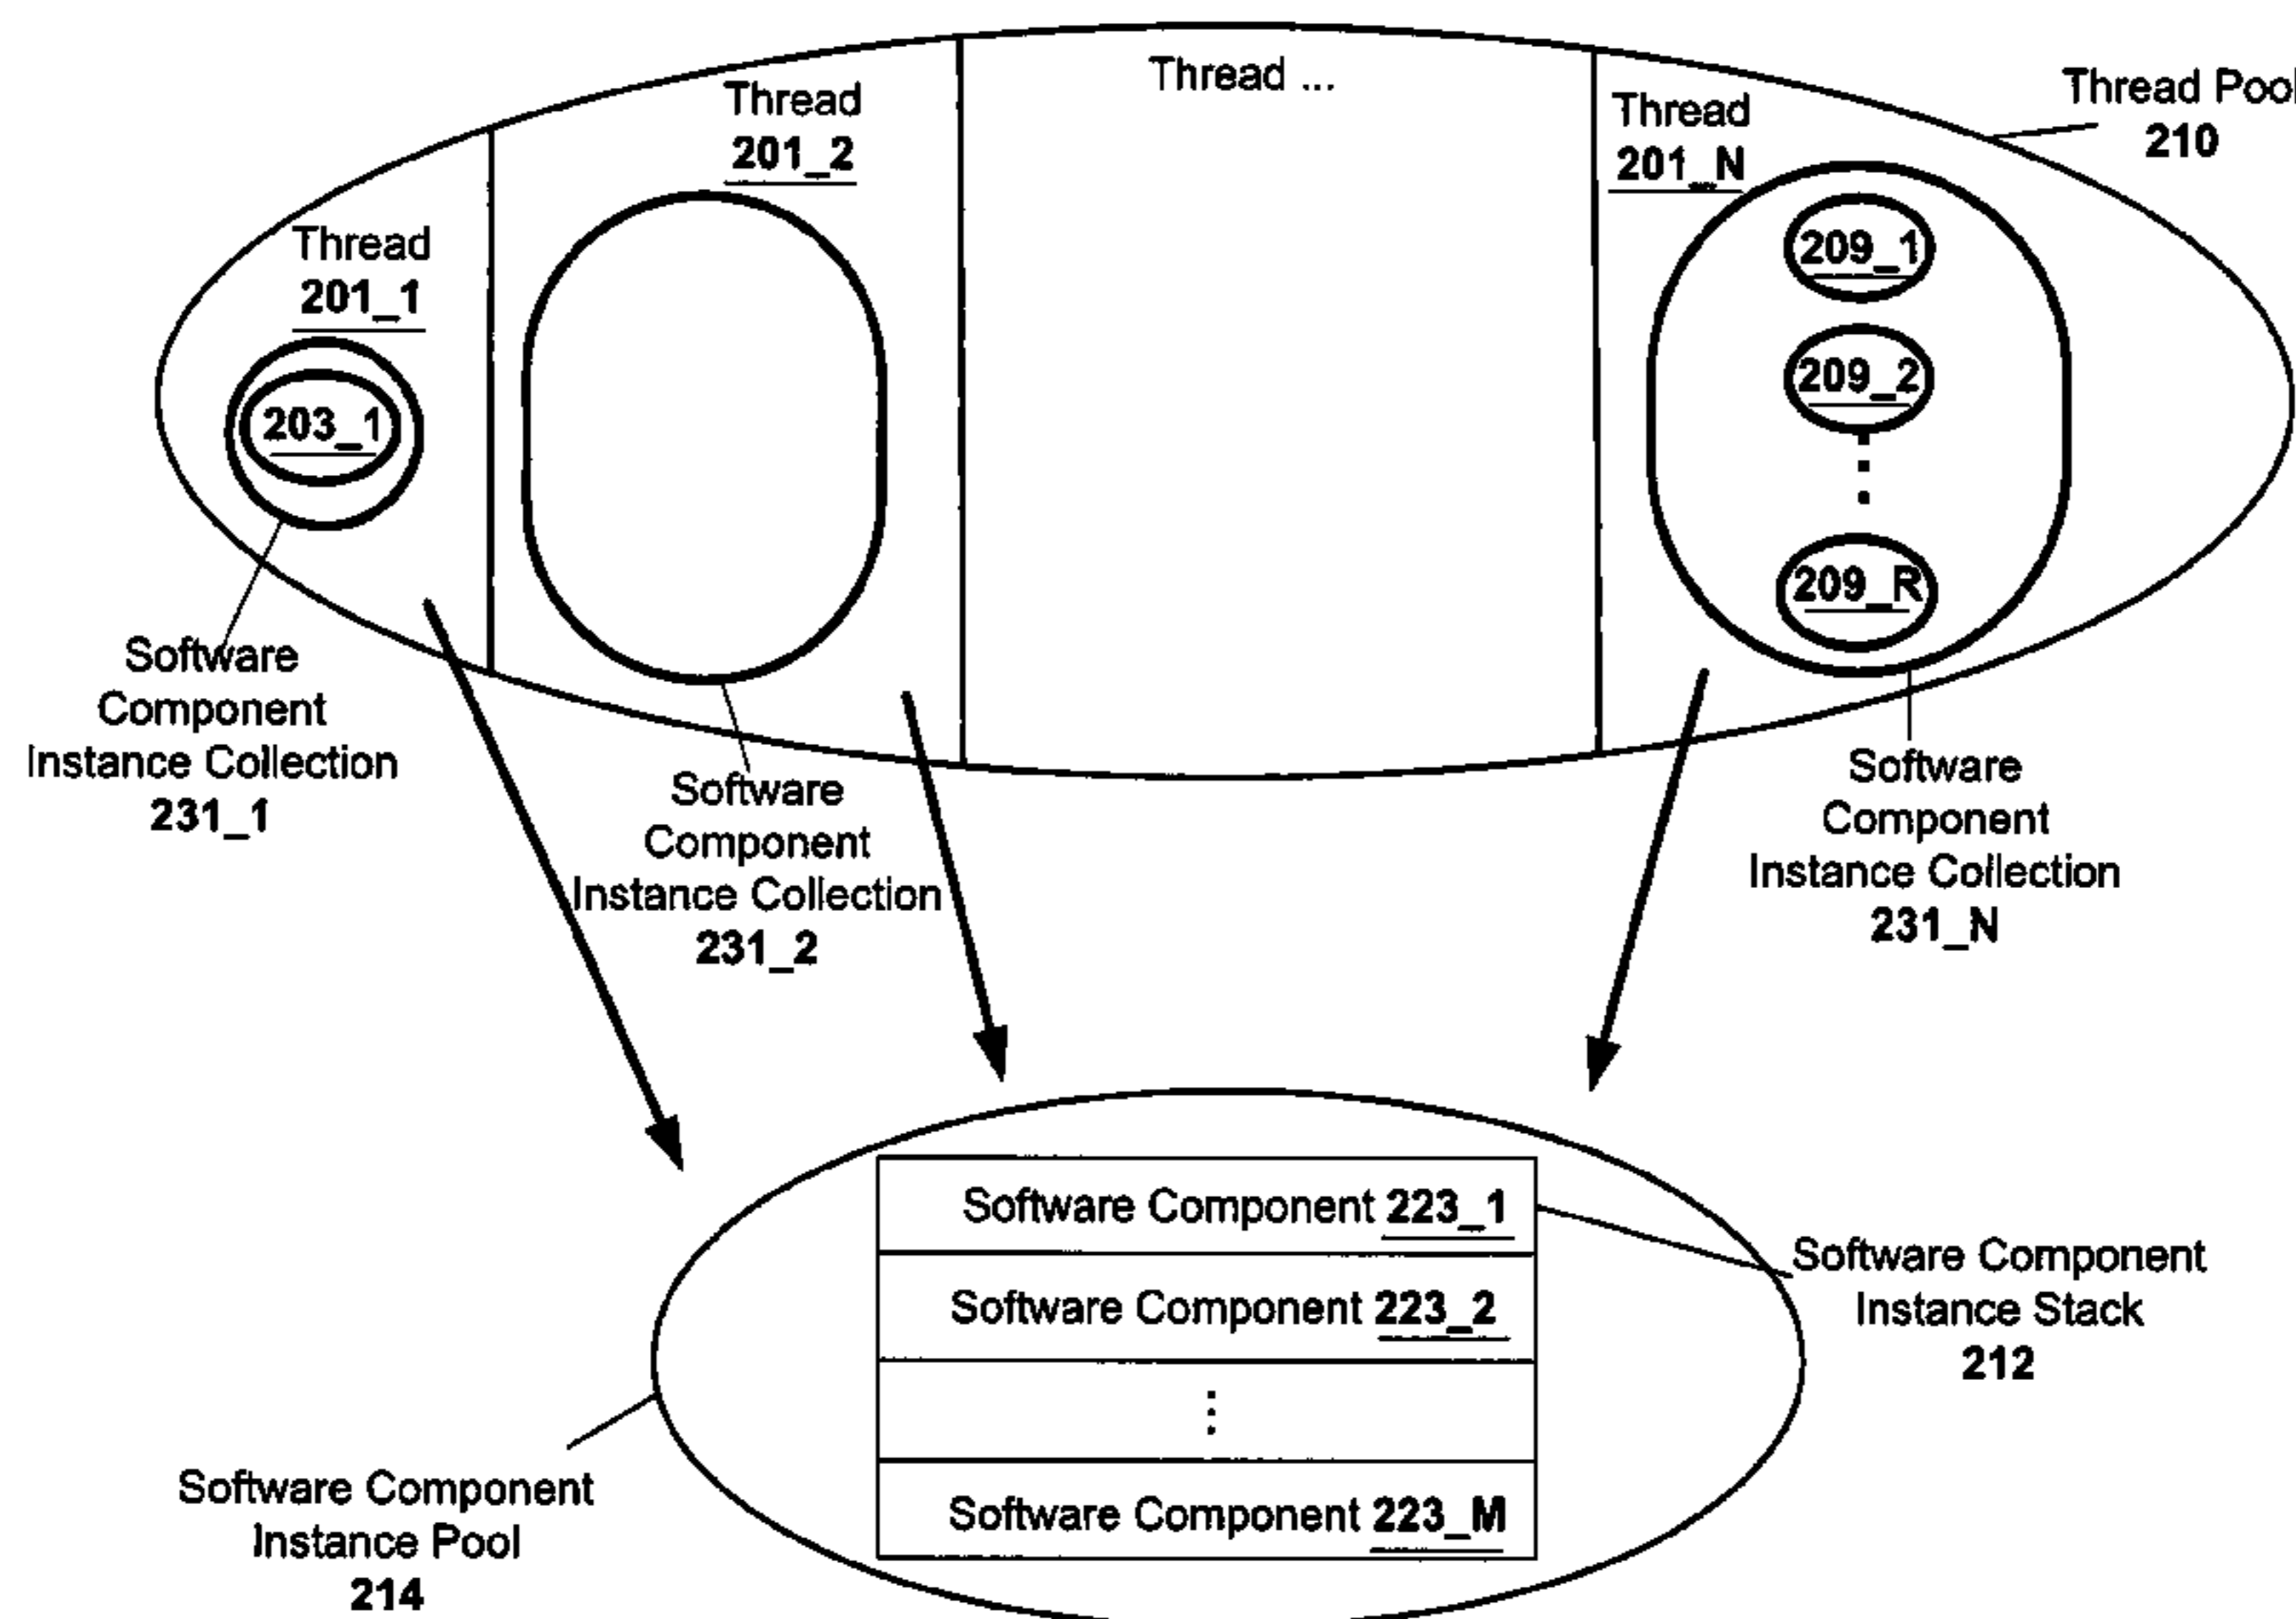 Thread ...
Thread Pool
210
Thread
201_2
Thread
201_N
Thread
201_1
209_1
209_2
209_R
203_1
Software
Component
Instance Collection
231_1
Software
Component
Instance Collection
231_2
Software
Component
Instance Collection
231_N
Software Component 223_1
Software Component 223_2
Software Component 223_M
Software Component
Instance Stack
212
Software Component
Instance Pool
214